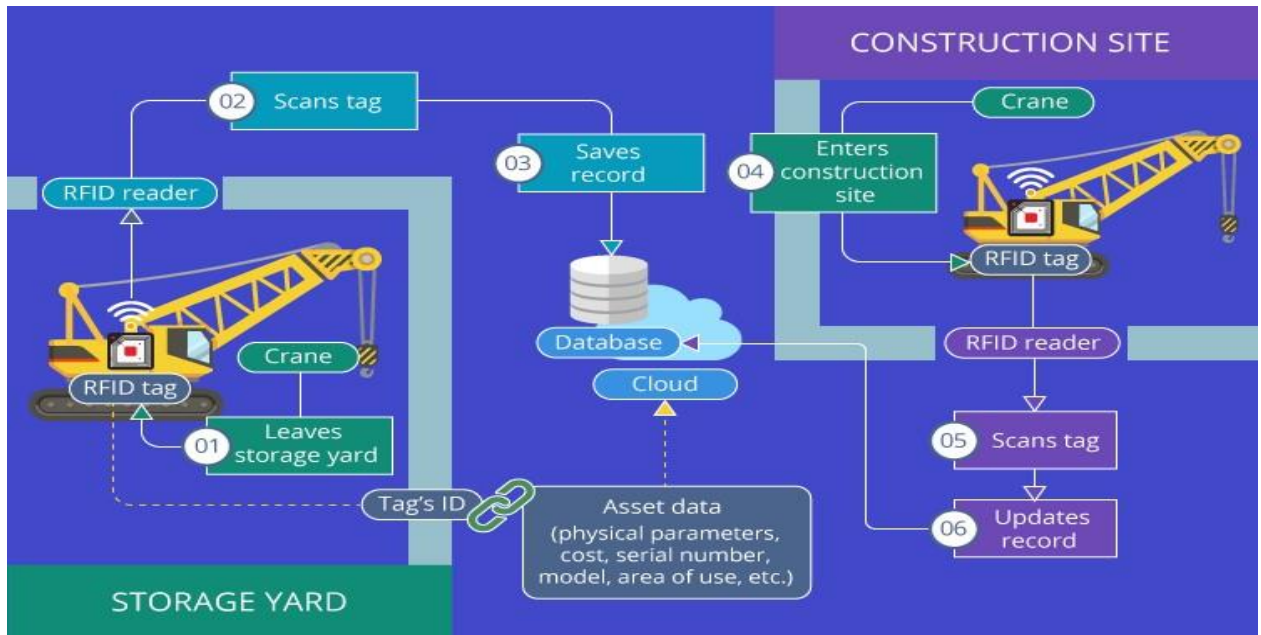 CONSTRUCTION SITE
02
Scans tag
Crane
03
Saves
record
04
Enters
construction
site
RFID reader
RFID tag
Database
RFID reader
Crane
Cloud
RFID tag
01
Leaves
storage yard
05
Scans tag
Tag's ID
Asset data
(physical parameters,
cost, serial number,
model, area of use, etc.)
06
Updates
record
STORAGE YARD